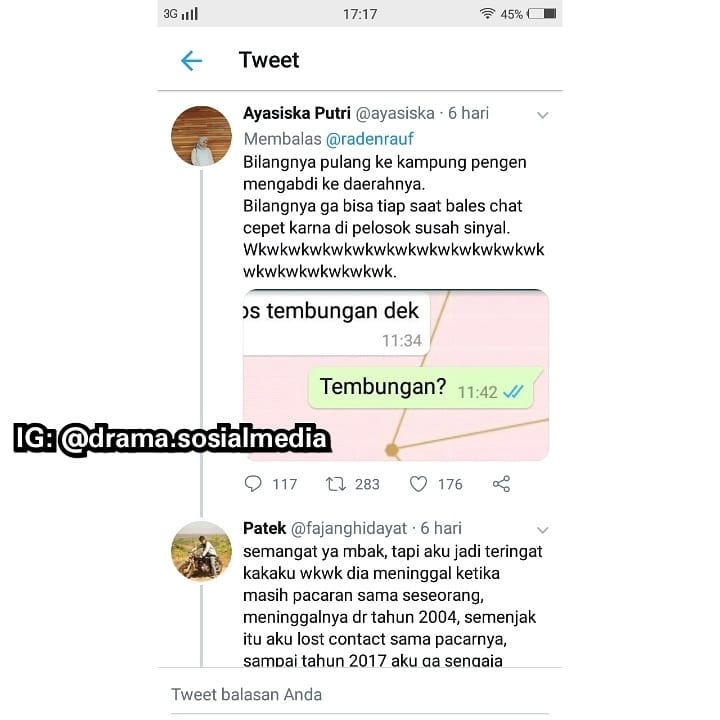 3G 17:17 45%
Tweet
Ayasiska Putri @ayasiska · 6 hari
Membalas @radenrauf
Bilangnya pulang ke kampung pengen
mengabdi ke daerahnya.
Bilangnya ga bisa tiap saat bales chat
cepet karna di pelosok susah sinyal.
Wkwkwkwkwkwkwkwkwkwkwkwkwkwk
wkwkwkwkwkwkwk.
os tembungan dek
11:34
Tembungan? 11:42
IG: @drama.sosialmedia
117 283 176
Patek @fajanghidayat · 6 hari
semangat ya mbak, tapi aku jadi teringat
kakaku wkwk dia meninggal ketika
masih pacaran sama seseorang,
meninggalnya dr tahun 2004, semenjak
itu aku lost contact sama pacarnya,
sampai tahun 2017 aku ga sengaja
Tweet balasan Anda